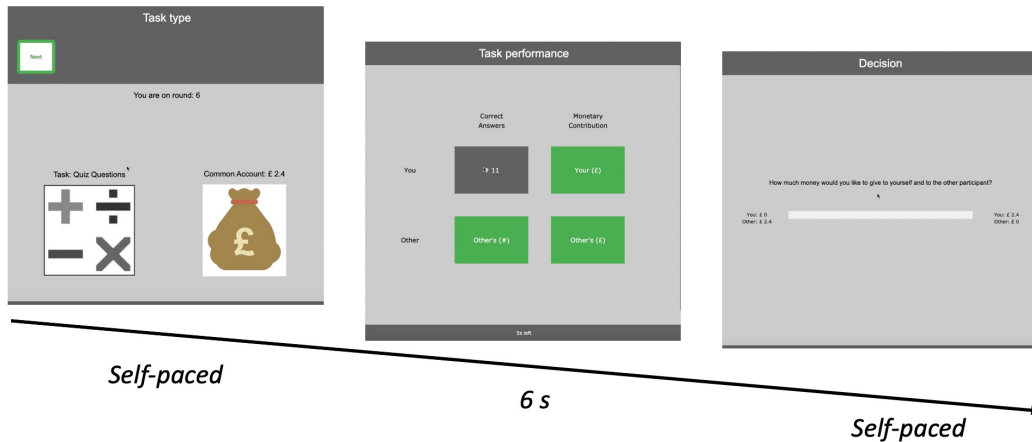 Task type
Next
You are on round: 6
Task: Quiz Questions
Common Account: £ 2.4
£
Self-paced
Task performance
Correct
Answers
Monetary
Contribution
You
# 11
Your (£)
Other
Other's (#)
Other's (£)
5s left
6 s
Decision
How much money would you like to give to yourself and to the other participant?
You: £ 0
Other: £ 2.4
You: £ 2.4
Other: £ 0
Self-paced